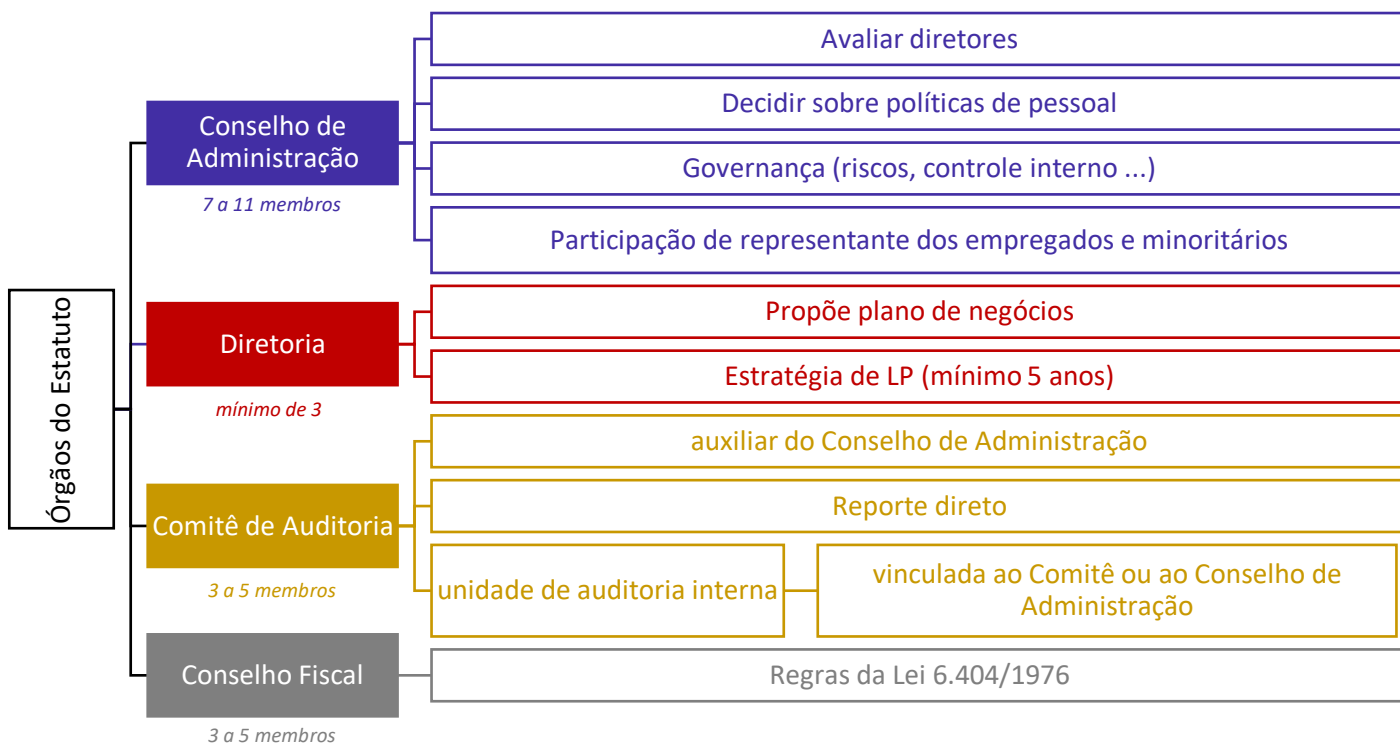 Órgãos do Estatuto
Conselho de
Administração
7 a 11 membros
Avaliar diretores
Decidir sobre políticas de pessoal
Governança (riscos, controle interno ...)
Participação de representante dos empregados e minoritários
Diretoria
mínimo de 3
Propõe plano de negócios
Estratégia de LP (mínimo 5 anos)
Comitê de Auditoria
3 a 5 membros
auxiliar do Conselho de Administração
Reporte direto
unidade de auditoria interna
vinculada ao Comitê ou ao Conselho de
Administração
Conselho Fiscal
3 a 5 membros
Regras da Lei 6.404/1976